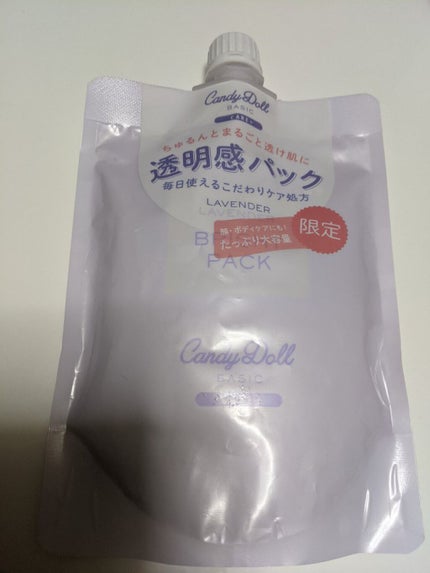 Candy Doll
BASIC
CARE+
ちゅるんとまるごと透け肌に
透明感パック
毎日使えるこだわりケア処方
LAVENDER
LAVENDER
顔・ボディケアにも!
たっぷり大容量
限定
PACK
Candy Doll
BASIC